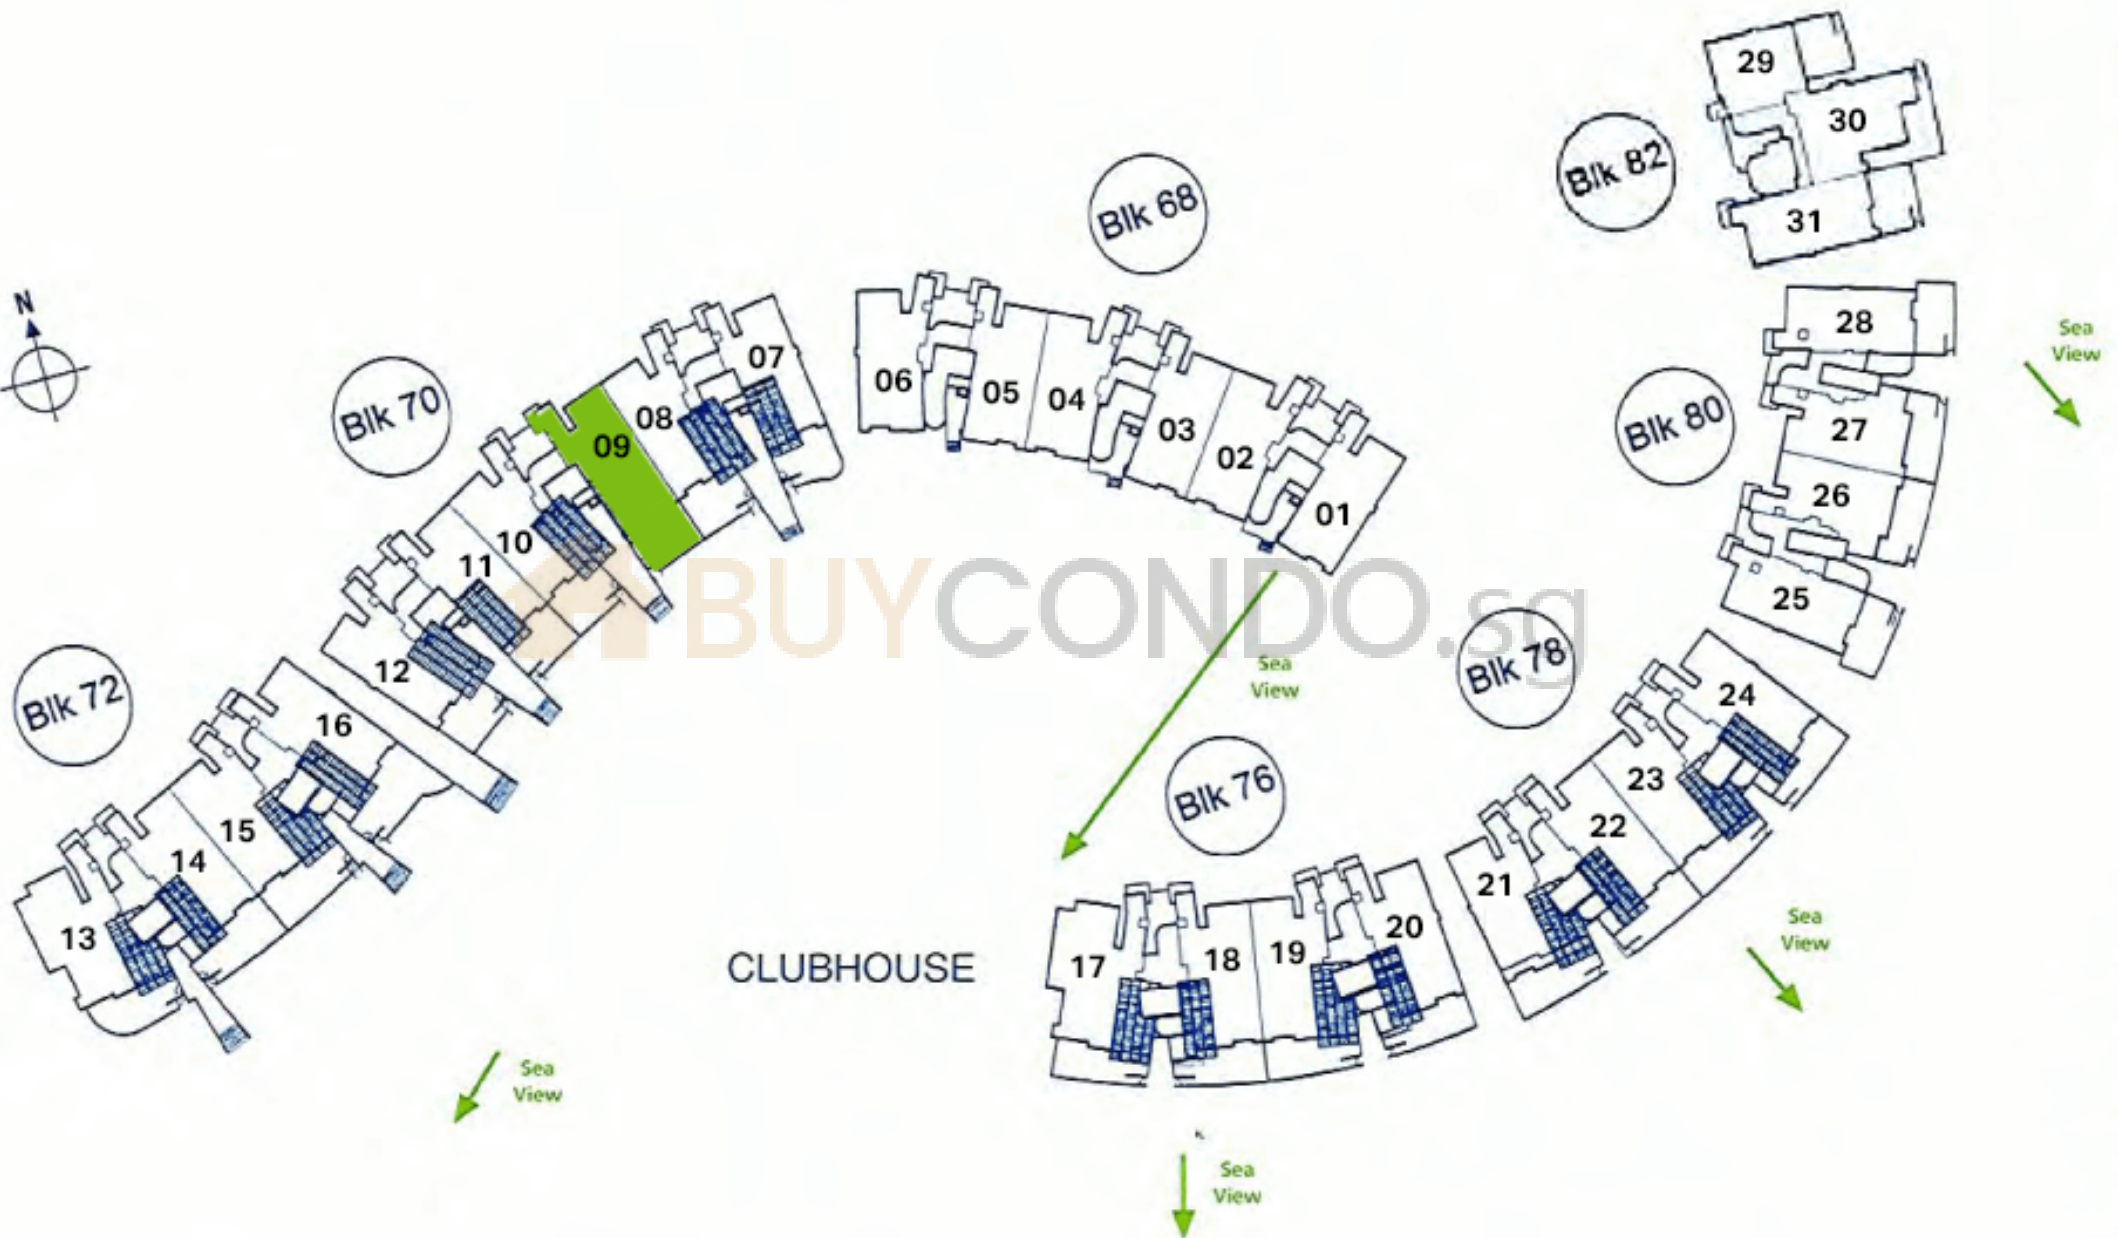 29
30
Blk 82
31
Blk 68
N
28
Sea
View
07
06
05
04
Blk 70
08
03
09
02
Blk 80
27
26
01
10
11
25
BUYCONDO.sg
12
Sea
View
Blk 78
24
Blk 72
16
15
14
13
Blk 76
23
22
21
20
19
18
17
CLUBHOUSE
Sea
View
Sea
View
Sea
View